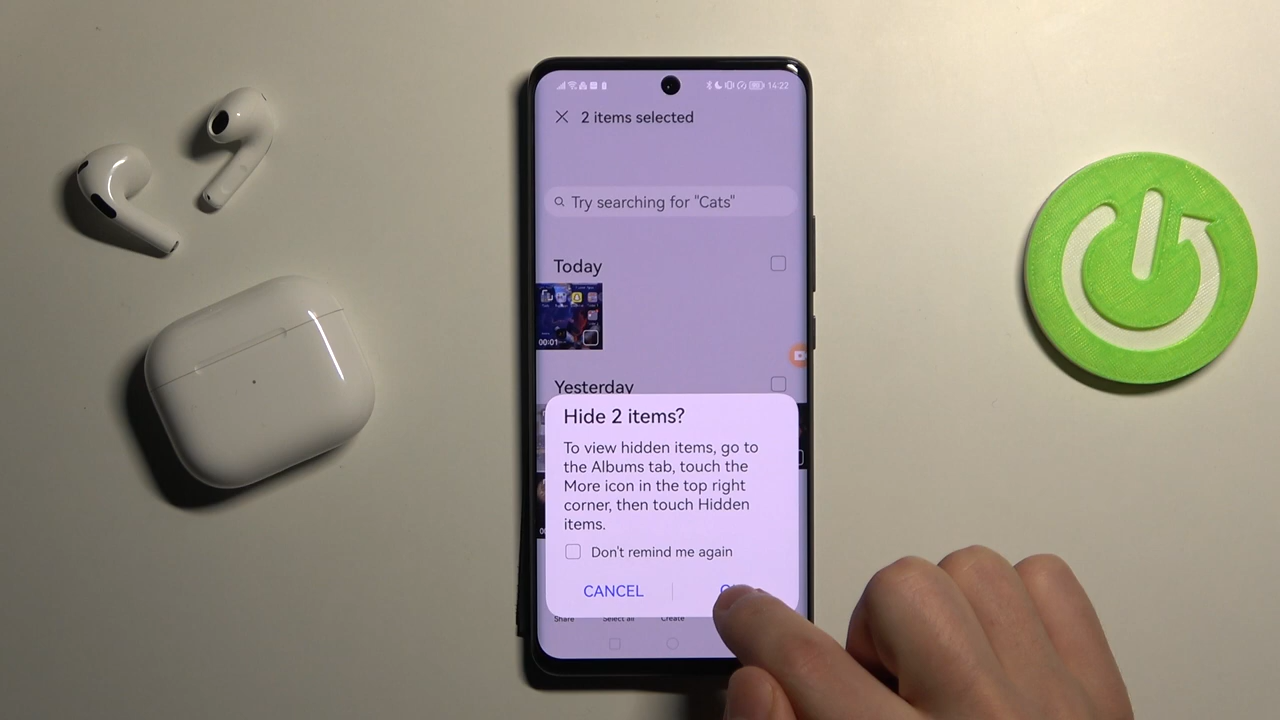 14:22
2 items selected
Try searching for "Cats"
Today
00:01
Yesterday
Hide 2 items?
To view hidden items, go to
the Albums tab, touch the
More icon in the top right
corner, then touch Hidden
items.
Don't remind me again
CANCEL
Share Select all Create